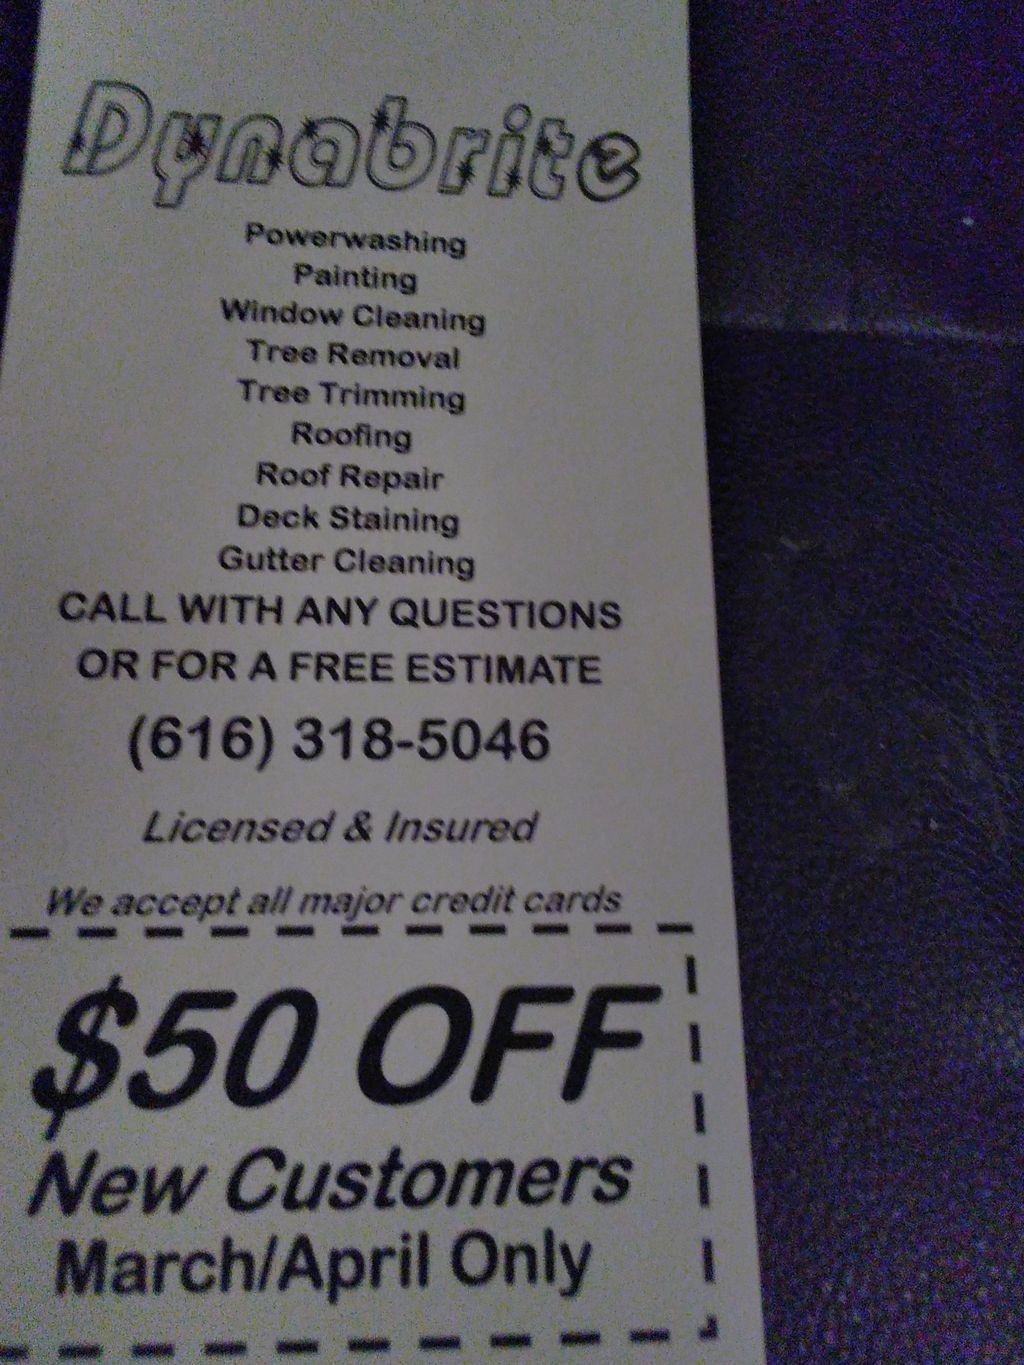 Dynabrite
Powerwashing
Painting
Window Cleaning
Tree Removal
Tree Trimming
Roofing
Roof Repair
Deck Staining
Gutter Cleaning
CALL WITH ANY QUESTIONS
OR FOR A FREE ESTIMATE
(616) 318-5046
Licensed & Insured
We accept all major credit cards
$50 OFF
New Customers
March/April Only